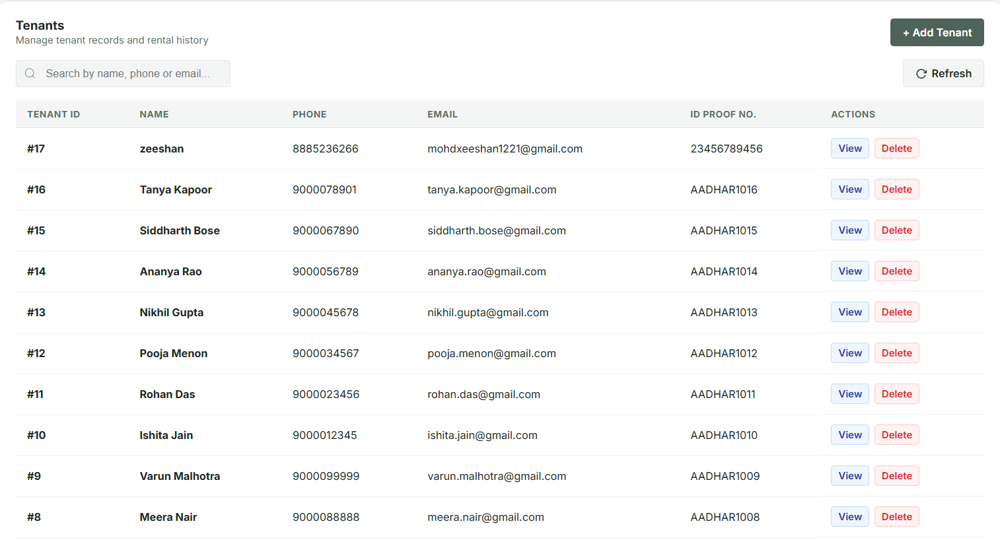 Tenants
Manage tenant records and rental history
+ Add Tenant
Search by name, phone or email...
Refresh
TENANT ID NAME PHONE EMAIL ID PROOF NO. ACTIONS
#17 zeeshan 8885236266 mohdxeeshan1221@gmail.com 23456789456 View Delete
#16 Tanya Kapoor 9000078901 tanya.kapoor@gmail.com AADHAR1016 View Delete
#15 Siddharth Bose 9000067890 siddharth.bose@gmail.com AADHAR1015 View Delete
#14 Ananya Rao 9000056789 ananya.rao@gmail.com AADHAR1014 View Delete
#13 Nikhil Gupta 9000045678 nikhil.gupta@gmail.com AADHAR1013 View Delete
#12 Pooja Menon 9000034567 pooja.menon@gmail.com AADHAR1012 View Delete
#11 Rohan Das 9000023456 rohan.das@gmail.com AADHAR1011 View Delete
#10 Ishita Jain 9000012345 ishita.jain@gmail.com AADHAR1010 View Delete
#9 Varun Malhotra 9000099999 varun.malhotra@gmail.com AADHAR1009 View Delete
#8 Meera Nair 9000088888 meera.nair@gmail.com AADHAR1008 View Delete